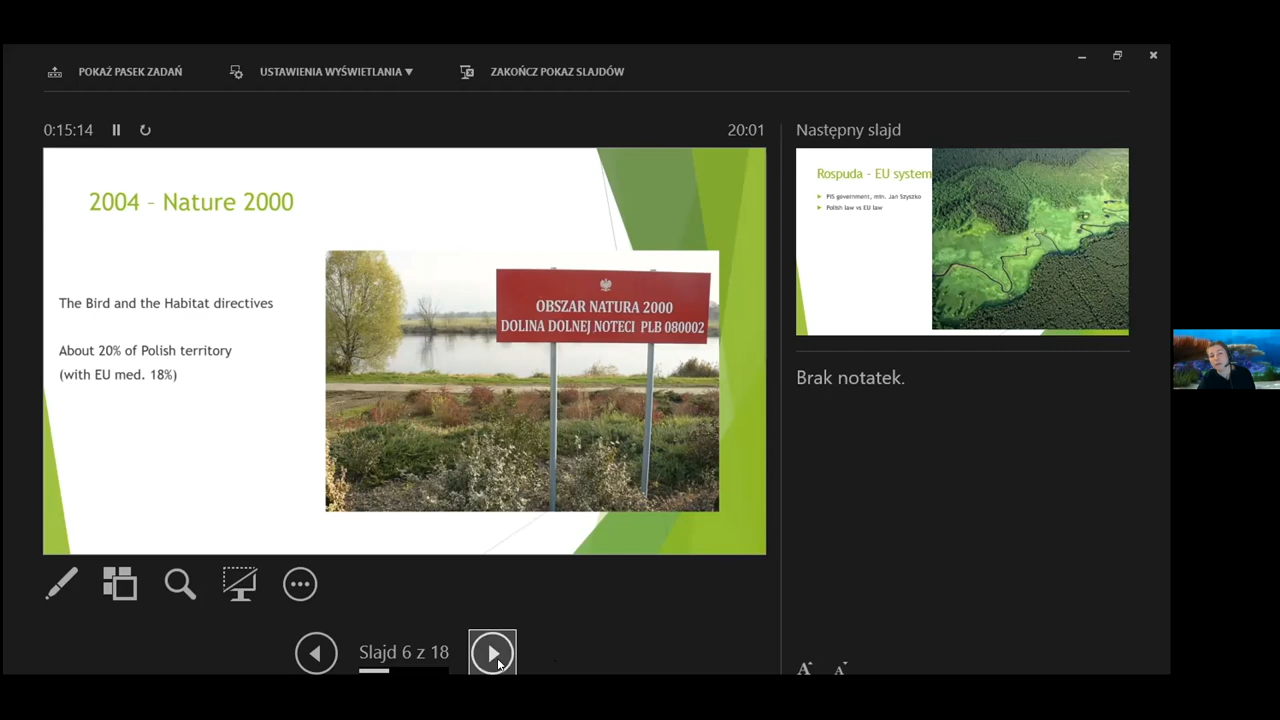 POKAŻ PASEK ZADAŃ
USTAWIENIA WYŚWIETLANIA
ZAKOŃCZ POKAZ SLAJDÓW
0:15:14
20:01
2004 – Nature 2000
The Bird and the Habitat directives
About 20% of Polish territory
(with EU med. 18%)
OBSZAR NATURA 2000
DOLINA DOLNEJ NOTECI PLB 080002
Następny slajd
Rospuda - EU system
PiS government, min. Jan Szyszko
Polish law vs EU law
Brak notatek.
Slajd 6 z 18
A A